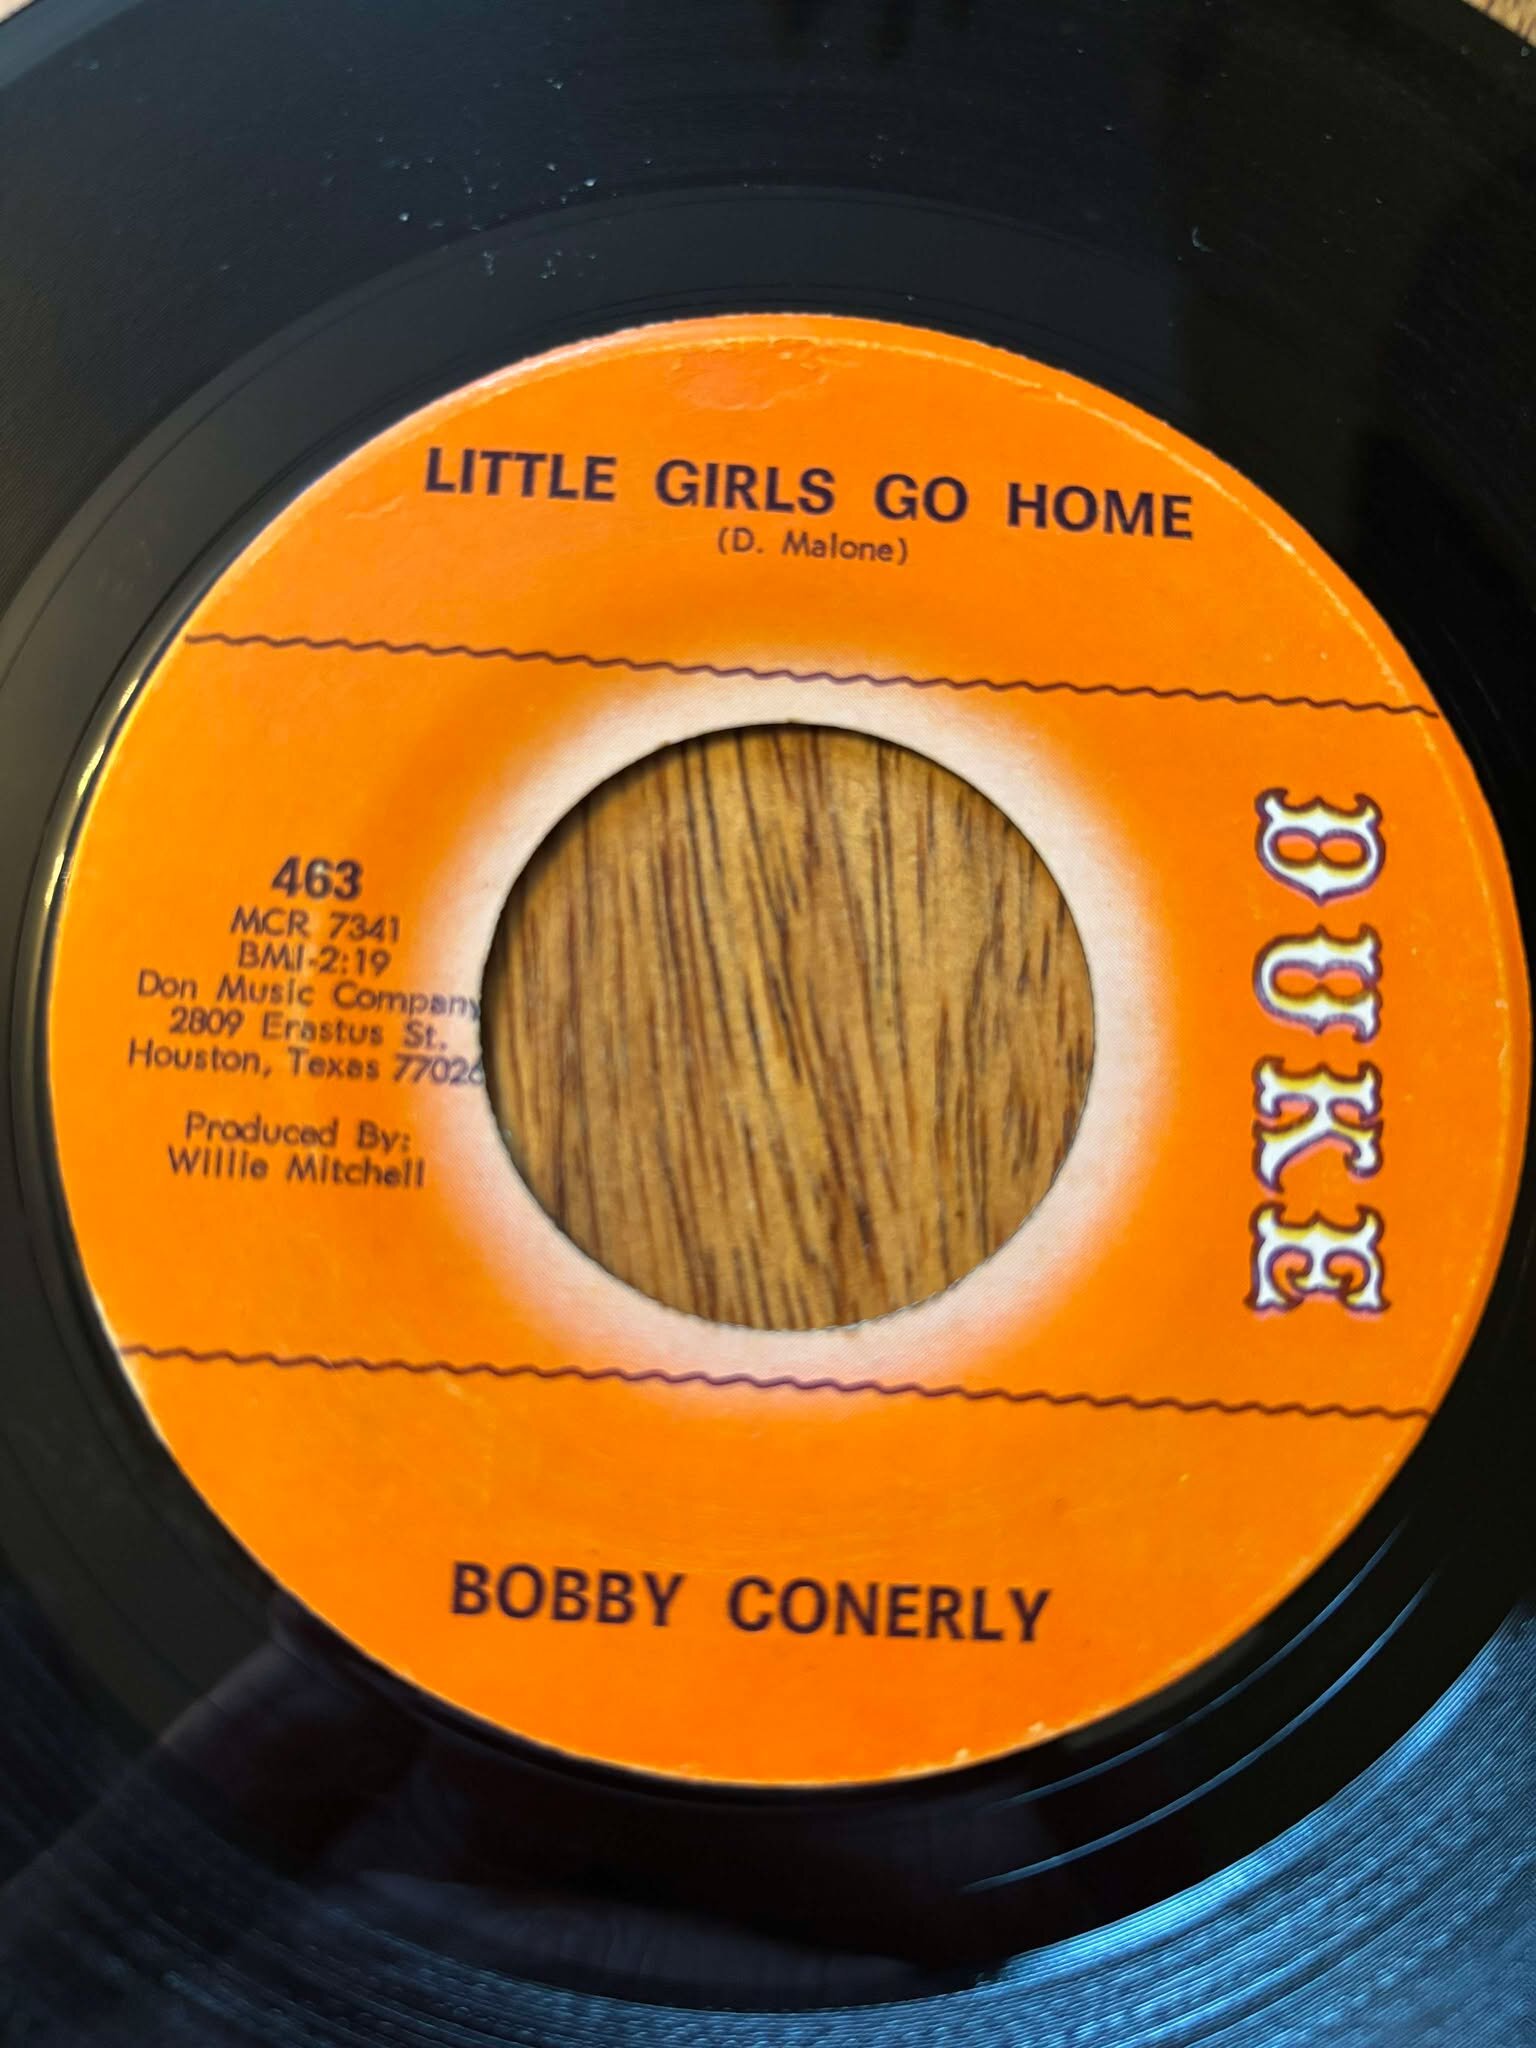 LITTLE GIRLS GO HOME
(D. Malone)
463
MCR 7341
BMI-2:19
Don Music Company
2809 Erastus St.
Houston, Texas 77026
Produced By:
Willie Mitchell
DUKE
BOBBY CONERLY